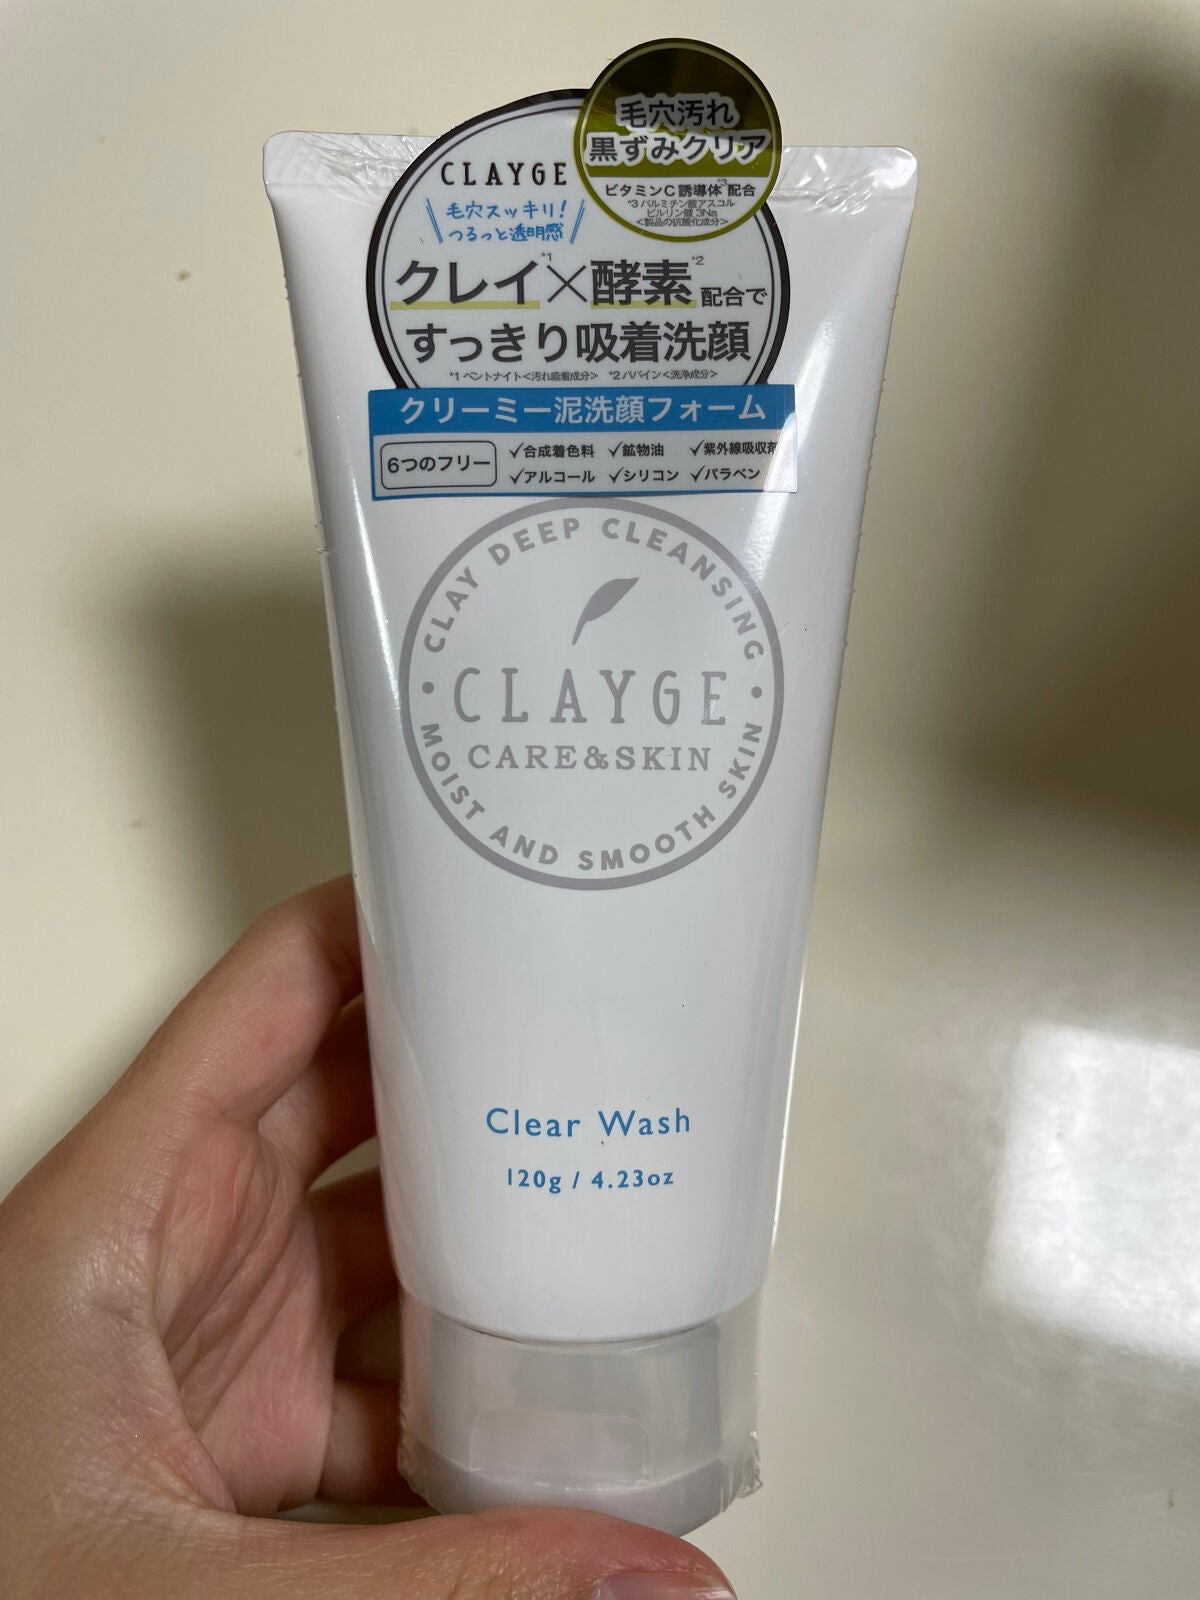 毛穴汚れ
黒ずみクリア
ビタミンC誘導体*3配合
*3 パルミチン酸アスコル
ビルリン酸3Na
<製品の抗酸化成分>
CLAYGE
毛穴スッキリ!
つるっと透明感
クレイ*1×酵素*2配合で
すっきり吸着洗顔
*1 ベントナイト<汚れ吸着成分> *2 パパイン<洗浄成分>
クリーミー泥洗顔フォーム
6つのフリー
✓合成着色料 ✓鉱物油 ✓紫外線吸収剤
✓アルコール ✓シリコン ✓パラベン
CLAY DEEP CLEANSING
CLAYGE
CARE&SKIN
MOIST AND SMOOTH SKIN
Clear Wash
120g / 4.23oz